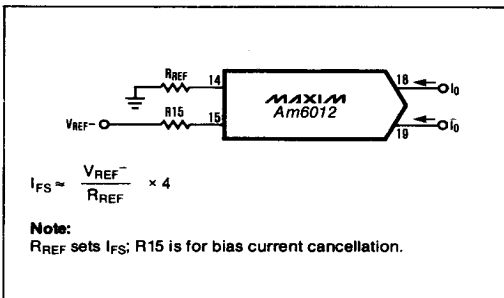 RREF 14
18 I0
MAXIM
Am6012
VREF- R15 15
19 I̅0
IFS ≈ VREF- / RREF × 4
Note:
RREF sets IFS; R15 is for bias current cancellation.